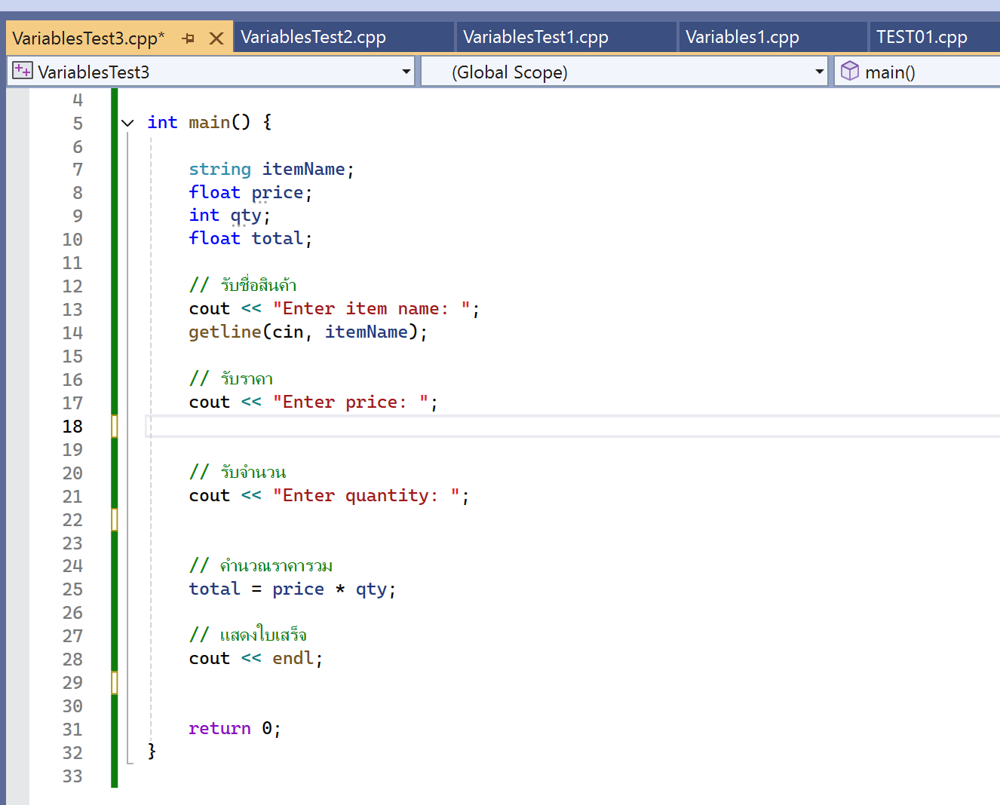 VariablesTest3.cpp* VariablesTest2.cpp VariablesTest1.cpp Variables1.cpp TEST01.cpp
VariablesTest3 (Global Scope) main()
4
5 int main() {
6
7 string itemName;
8 float price;
9 int qty;
10 float total;
11
12 // รับชื่อสินค้า
13 cout << "Enter item name: ";
14 getline(cin, itemName);
15
16 // รับราคา
17 cout << "Enter price: ";
18
19
20 // รับจำนวน
21 cout << "Enter quantity: ";
22
23
24 // คำนวณราคารวม
25 total = price * qty;
26
27 // แสดงใบเสร็จ
28 cout << endl;
29
30
31 return 0;
32 }
33